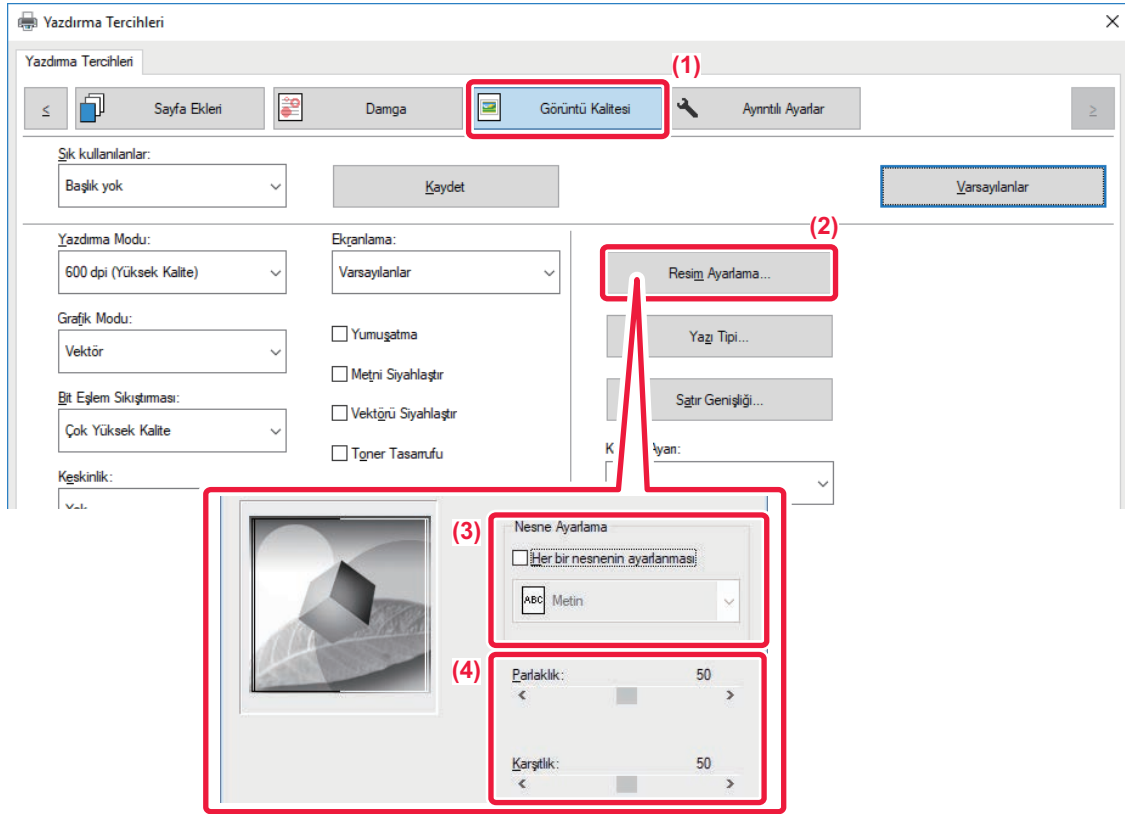 Yazdırma Tercihleri
Yazdırma Tercihleri
(1)
<
Sayfa Ekleri
Damga
Görüntü Kalitesi
Ayrıntılı Ayarlar
>
Sık kullanılanlar:
Başlık yok
Kaydet
Varsayılanlar
(2)
Yazdırma Modu:
Ekranlama:
600 dpi (Yüksek Kalite)
Varsayılanlar
Resim Ayarlama...
Grafik Modu:
Vektör
Yumuşatma
Yazı Tipi...
Metni Siyahlaştır
Bit Eşlem Sıkıştırması:
Vektörü Siyahlaştır
Satır Genişliği...
Çok Yüksek Kalite
Toner Tasarrufu
K Ayarı:
Keskinlik:
(3)
Nesne Ayarlama
Her bir nesnenin ayarlanması
ABC Metin
(4)
Parlaklık: 50
< >
Karşıtlık: 50
< >